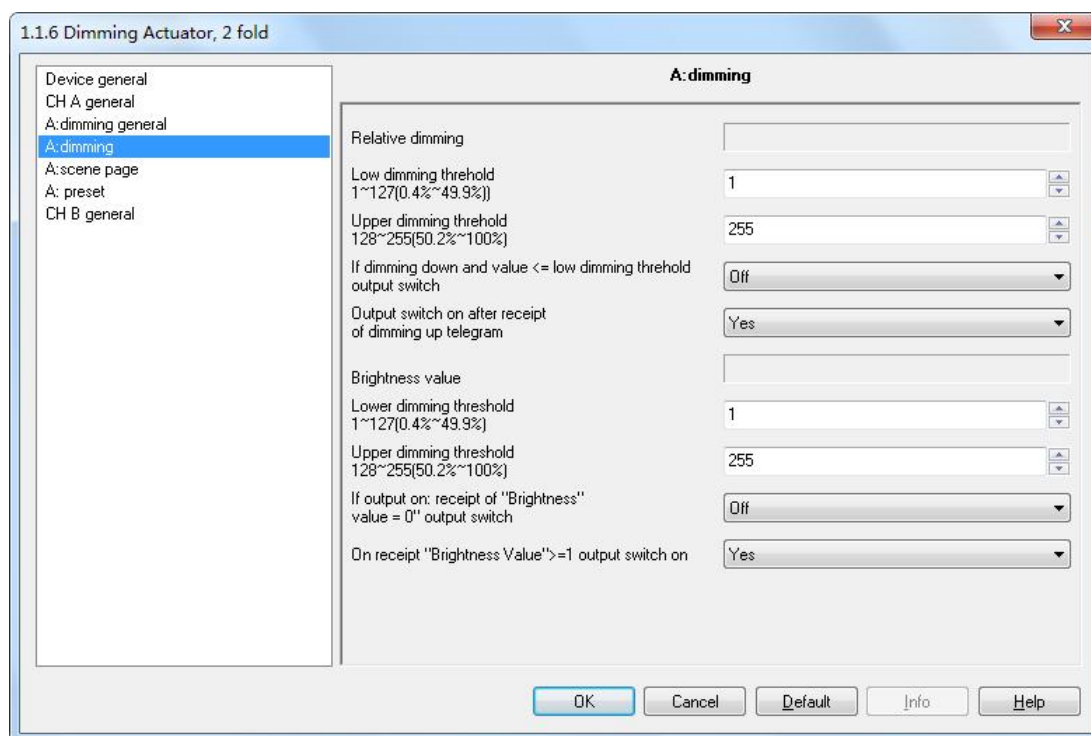 1.1.6 Dimming Actuator, 2 fold
Device general
CH A general
A:dimming general
A:dimming
A:scene page
A: preset
CH B general
A:dimming
Relative dimming
Low dimming threhold
1~127(0.4%~49.9%))
1
Upper dimming threhold
128~255(50.2%~100%)
255
If dimming down and value <= low dimming threhold
output switch
Off
Output switch on after receipt
of dimming up telegram
Yes
Brightness value
Lower dimming threshold
1~127(0.4%~49.9%)
1
Upper dimming threshold
128~255(50.2%~100%)
255
If output on: receipt of "Brightness"
value = 0" output switch
Off
On receipt "Brightness Value">=1 output switch on
Yes
OK
Cancel
Default
Info
Help